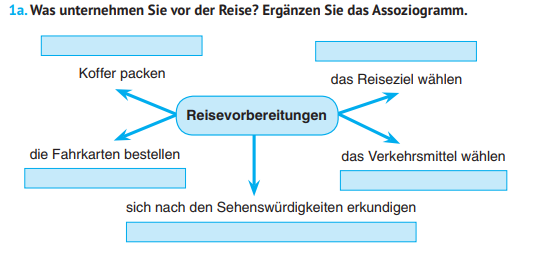 1a. Was unternehmen Sie vor der Reise? Ergänzen Sie das Assoziogramm.
Koffer packen
das Reiseziel wählen
Reisevorbereitungen
die Fahrkarten bestellen
das Verkehrsmittel wählen
sich nach den Sehenswürdigkeiten erkundigen